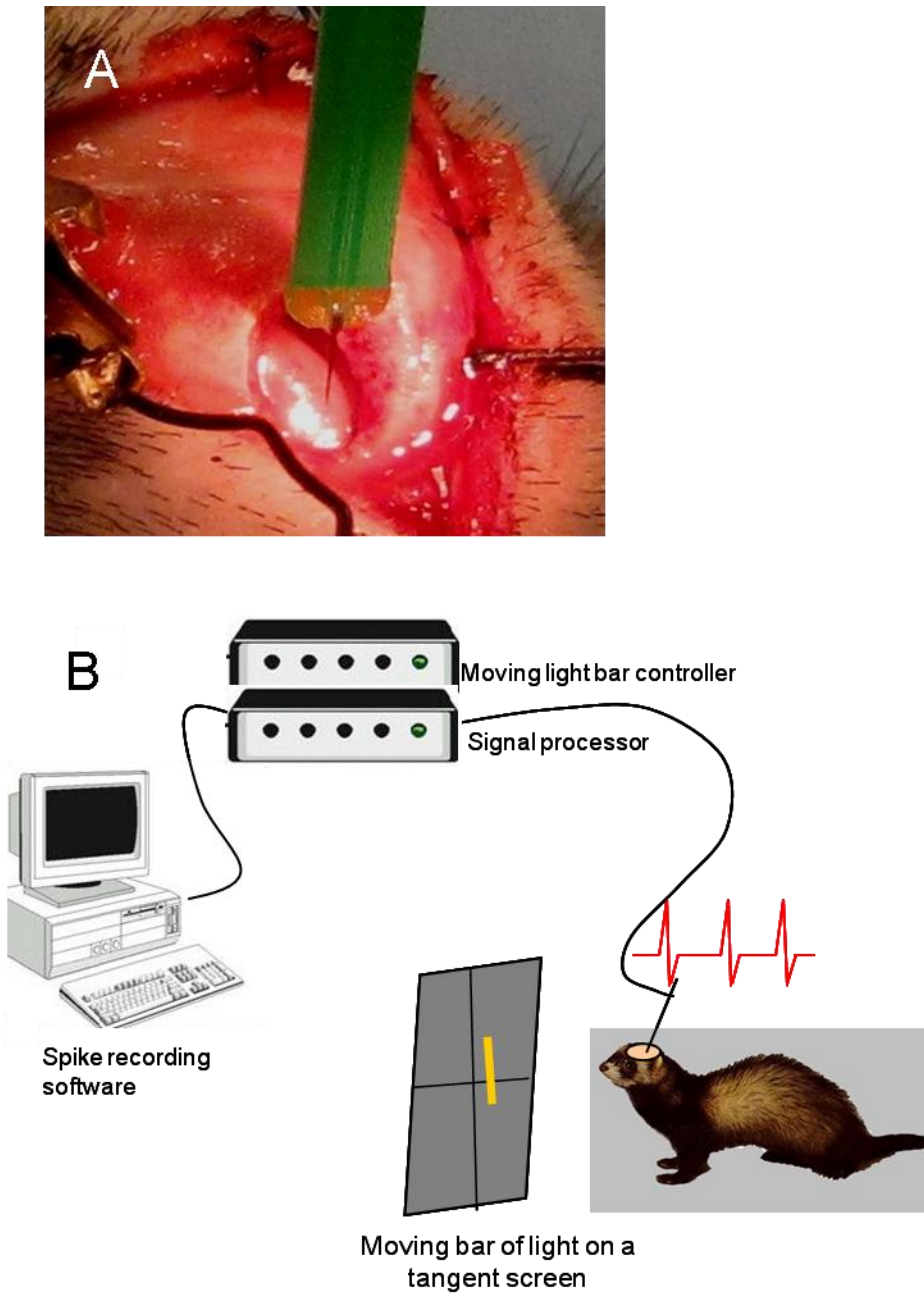 A
B
Moving light bar controller
Signal processor
Spike recording
software
Moving bar of light on a
tangent screen